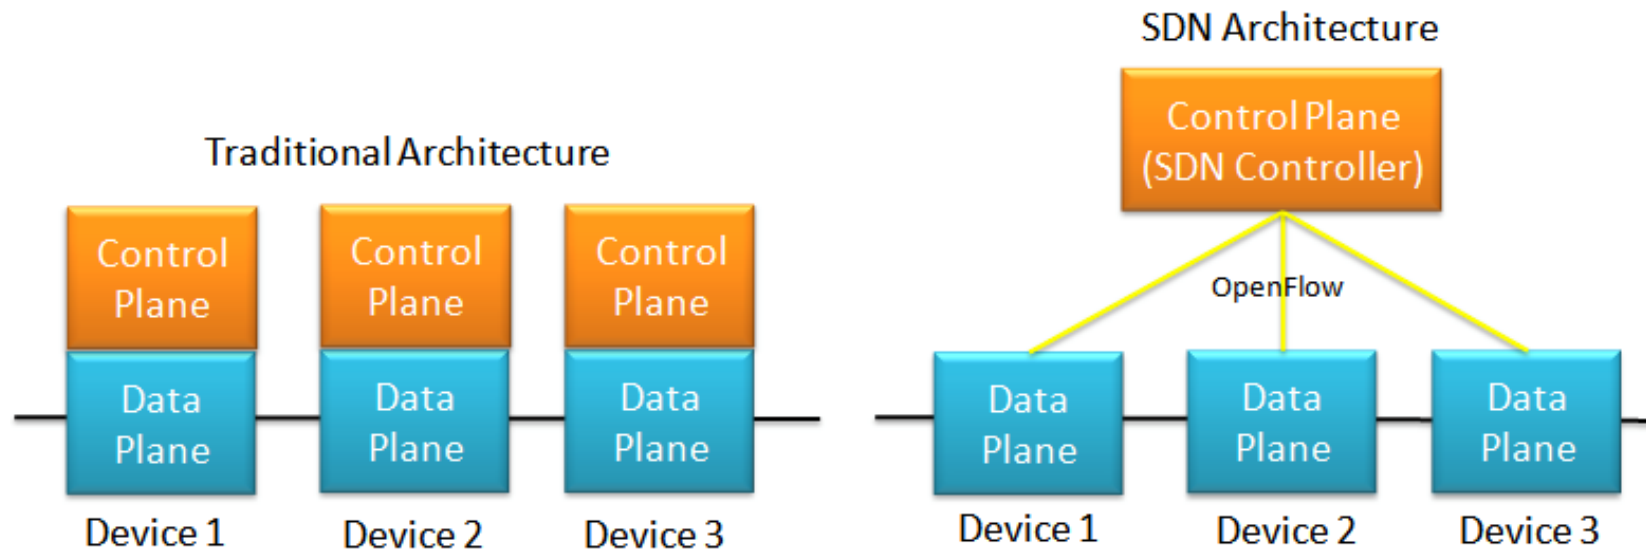 Traditional Architecture
Control
Plane
Control
Plane
Control
Plane
Data
Plane
Data
Plane
Data
Plane
Device 1
Device 2
Device 3
SDN Architecture
Control Plane
(SDN Controller)
OpenFlow
Data
Plane
Data
Plane
Data
Plane
Device 1
Device 2
Device 3